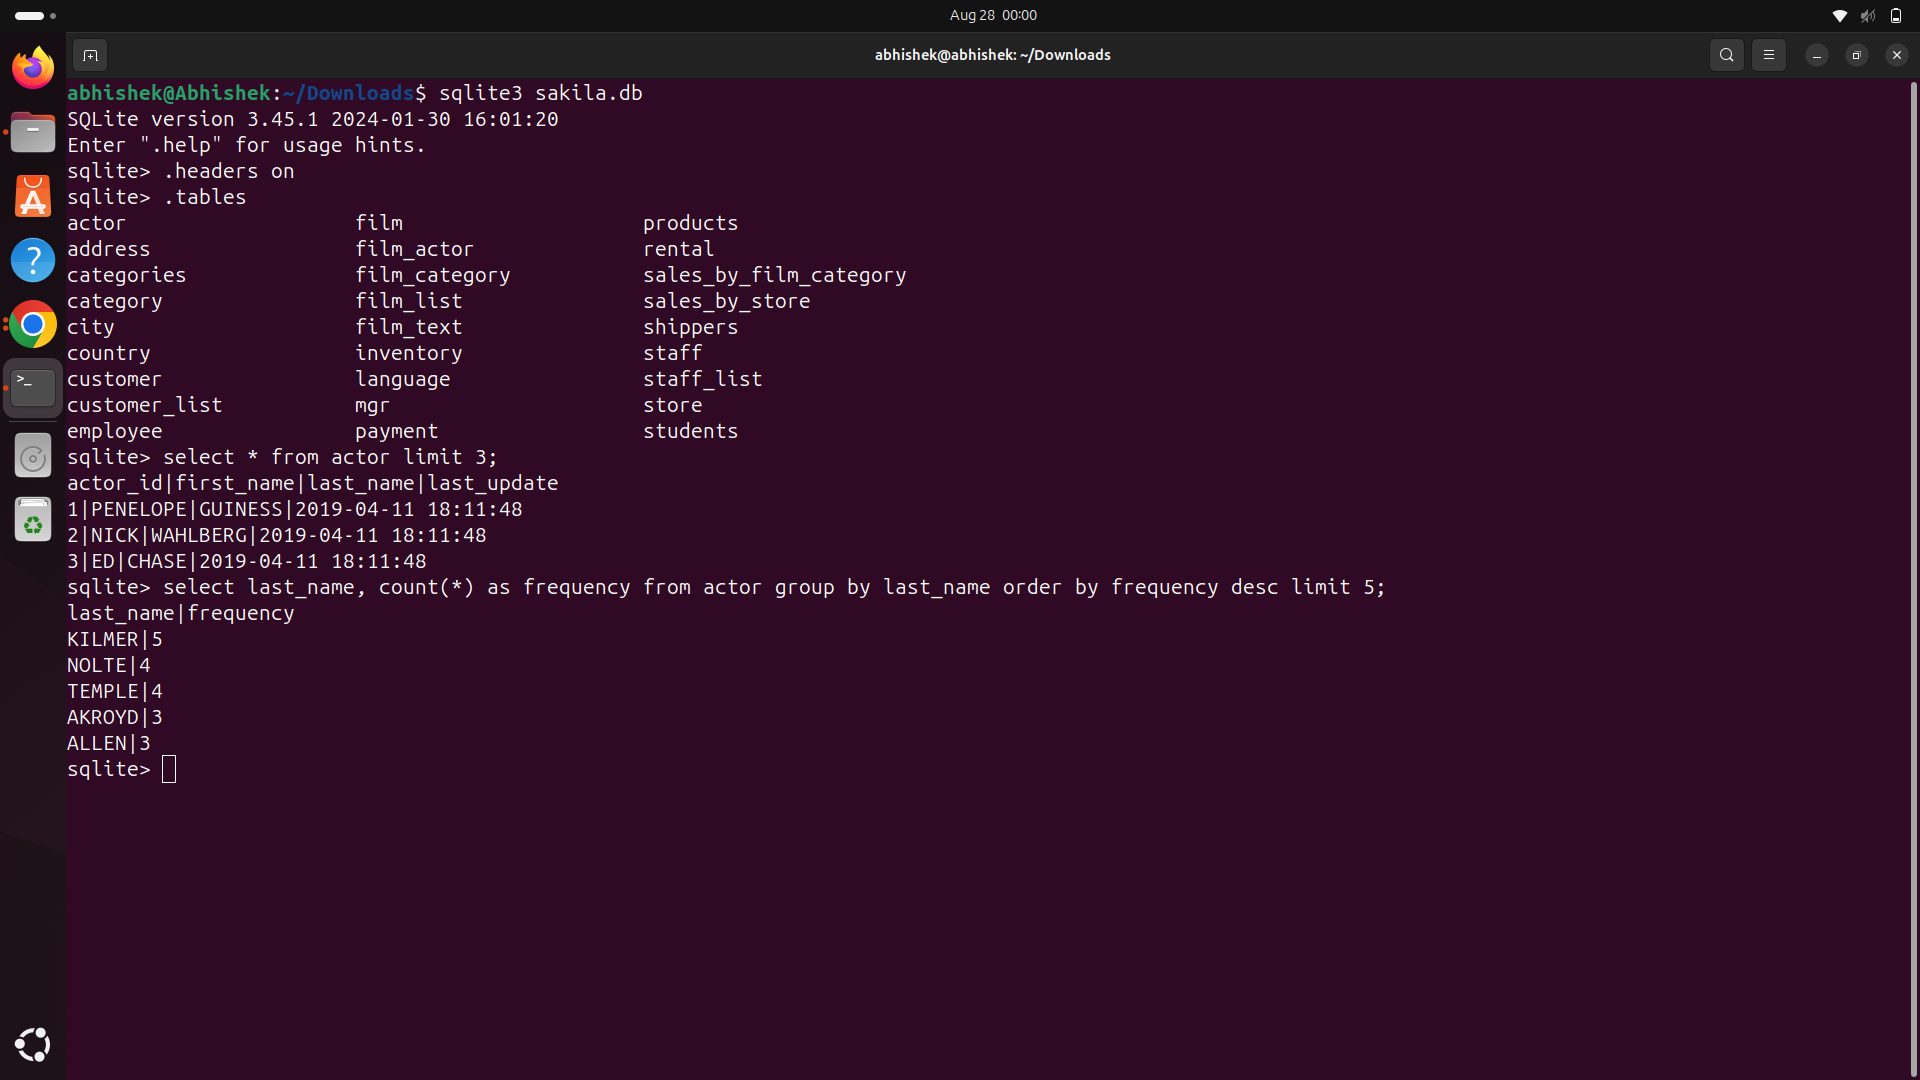 Aug 28 00:00
abhishek@abhishek: ~/Downloads
abhishek@Abhishek:~/Downloads$ sqlite3 sakila.db
SQLite version 3.45.1 2024-01-30 16:01:20
Enter ".help" for usage hints.
sqlite> .headers on
sqlite> .tables
actor film products
address film_actor rental
categories film_category sales_by_film_category
category film_list sales_by_store
city film_text shippers
country inventory staff
customer language staff_list
customer_list mgr store
employee payment students
sqlite> select * from actor limit 3;
actor_id|first_name|last_name|last_update
1|PENELOPE|GUINESS|2019-04-11 18:11:48
2|NICK|WAHLBERG|2019-04-11 18:11:48
3|ED|CHASE|2019-04-11 18:11:48
sqlite> select last_name, count(*) as frequency from actor group by last_name order by frequency desc limit 5;
last_name|frequency
KILMER|5
NOLTE|4
TEMPLE|4
AKROYD|3
ALLEN|3
sqlite>